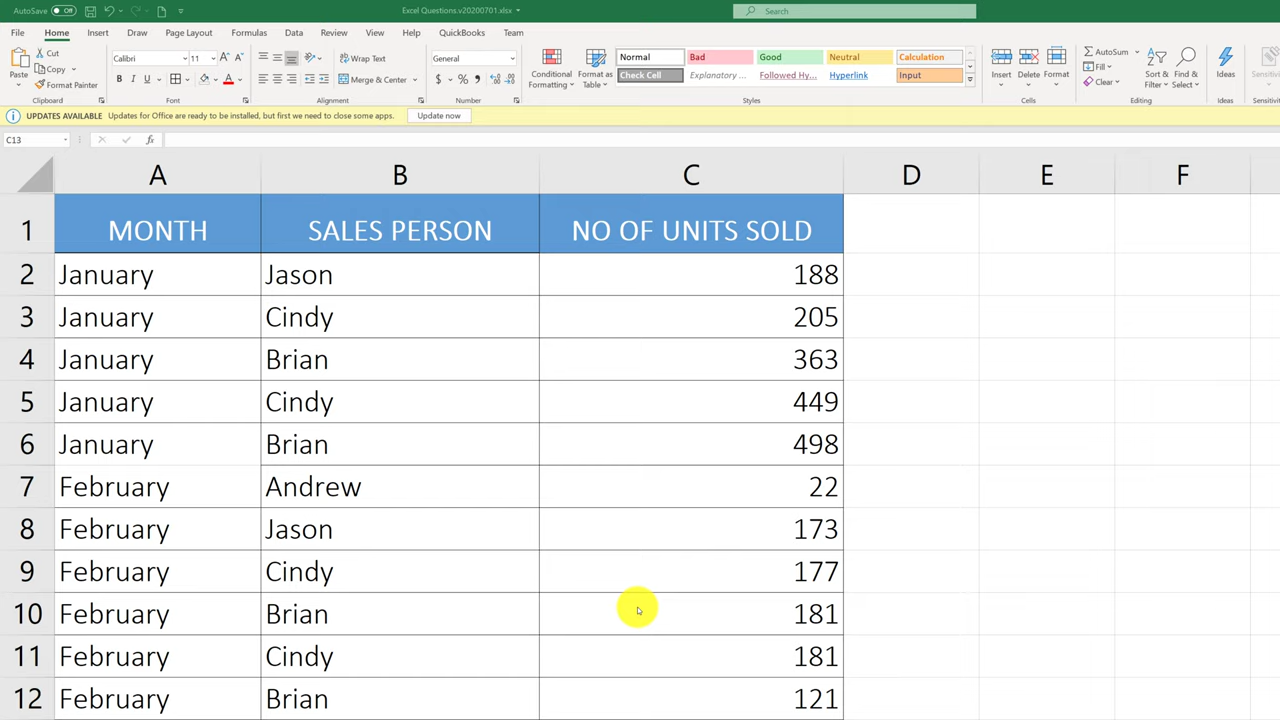 AutoSave Off Excel Questions.v20200701.xlsx Search
File Home Insert Draw Page Layout Formulas Data Review View Help QuickBooks Team
Paste
Cut
Copy
Format Painter
Clipboard
Calibri 11
B I U A
Font
Wrap Text
Merge & Center
Alignment
General
$ % ,
Number
Conditional Formatting
Format as Table
Normal Bad Good Neutral Calculation
Check Cell Explanatory ... Followed Hy... Hyperlink Input
Styles
Insert Delete Format
Cells
AutoSum
Fill
Clear
Sort & Filter
Find & Select
Editing
Ideas
Ideas
UPDATES AVAILABLE Updates for Office are ready to be installed, but first we need to close some apps. Update now
C13 fx
A B C D E F
1 MONTH SALES PERSON NO OF UNITS SOLD
2 January Jason 188
3 January Cindy 205
4 January Brian 363
5 January Cindy 449
6 January Brian 498
7 February Andrew 22
8 February Jason 173
9 February Cindy 177
10 February Brian 181
11 February Cindy 181
12 February Brian 121